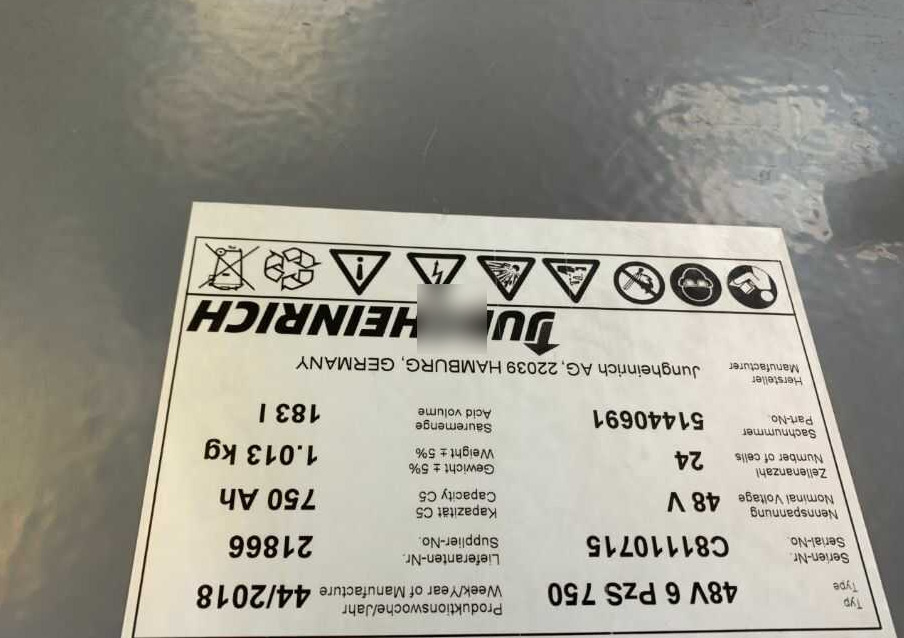 Typ 48V 6 PzS 750 Produktionswoche/Jahr 44/2018
Type Week/Year of Manufacture
Serien-Nr. C81110715 Lieferanten-Nr. 21866
Serial-No. Supplier-No.
Nennspannung 48 V Kapazität C5 750 Ah
Nominal Voltage Capacity C5
Zellenanzahl 24 Gewicht ± 5% 1.013 kg
Number of cells Weight ± 5%
Sachnummer 51440691 Säuremenge 183 l
Part-No. Acid volume
Hersteller Jungheinrich AG, 22039 HAMBURG, GERMANY
Manufacturer